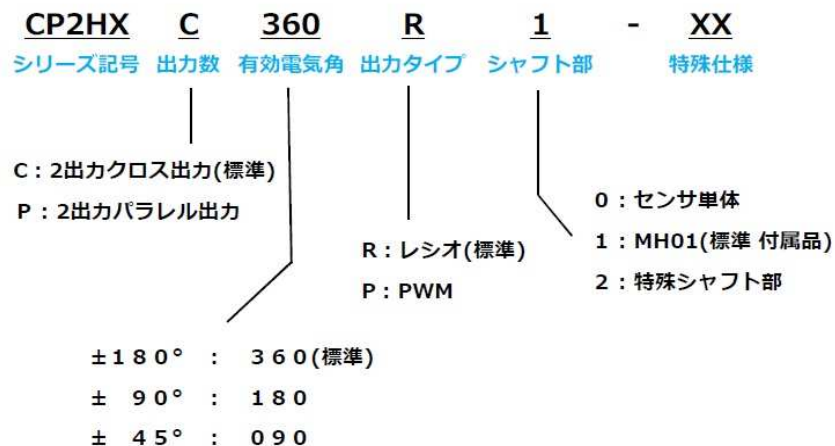 CP2HX C 360 R 1 - XX
シリーズ記号 出力数 有効電気角 出力タイプ シャフト部 特殊仕様
C：2出力クロス出力(標準)
P：2出力パラレル出力
0：センサ単体
1：MH01(標準 付属品)
2：特殊シャフト部
R：レシオ(標準)
P：PWM
±１８０° ： ３６０(標準)
± ９０° ： １８０
± ４５° ： ０９０